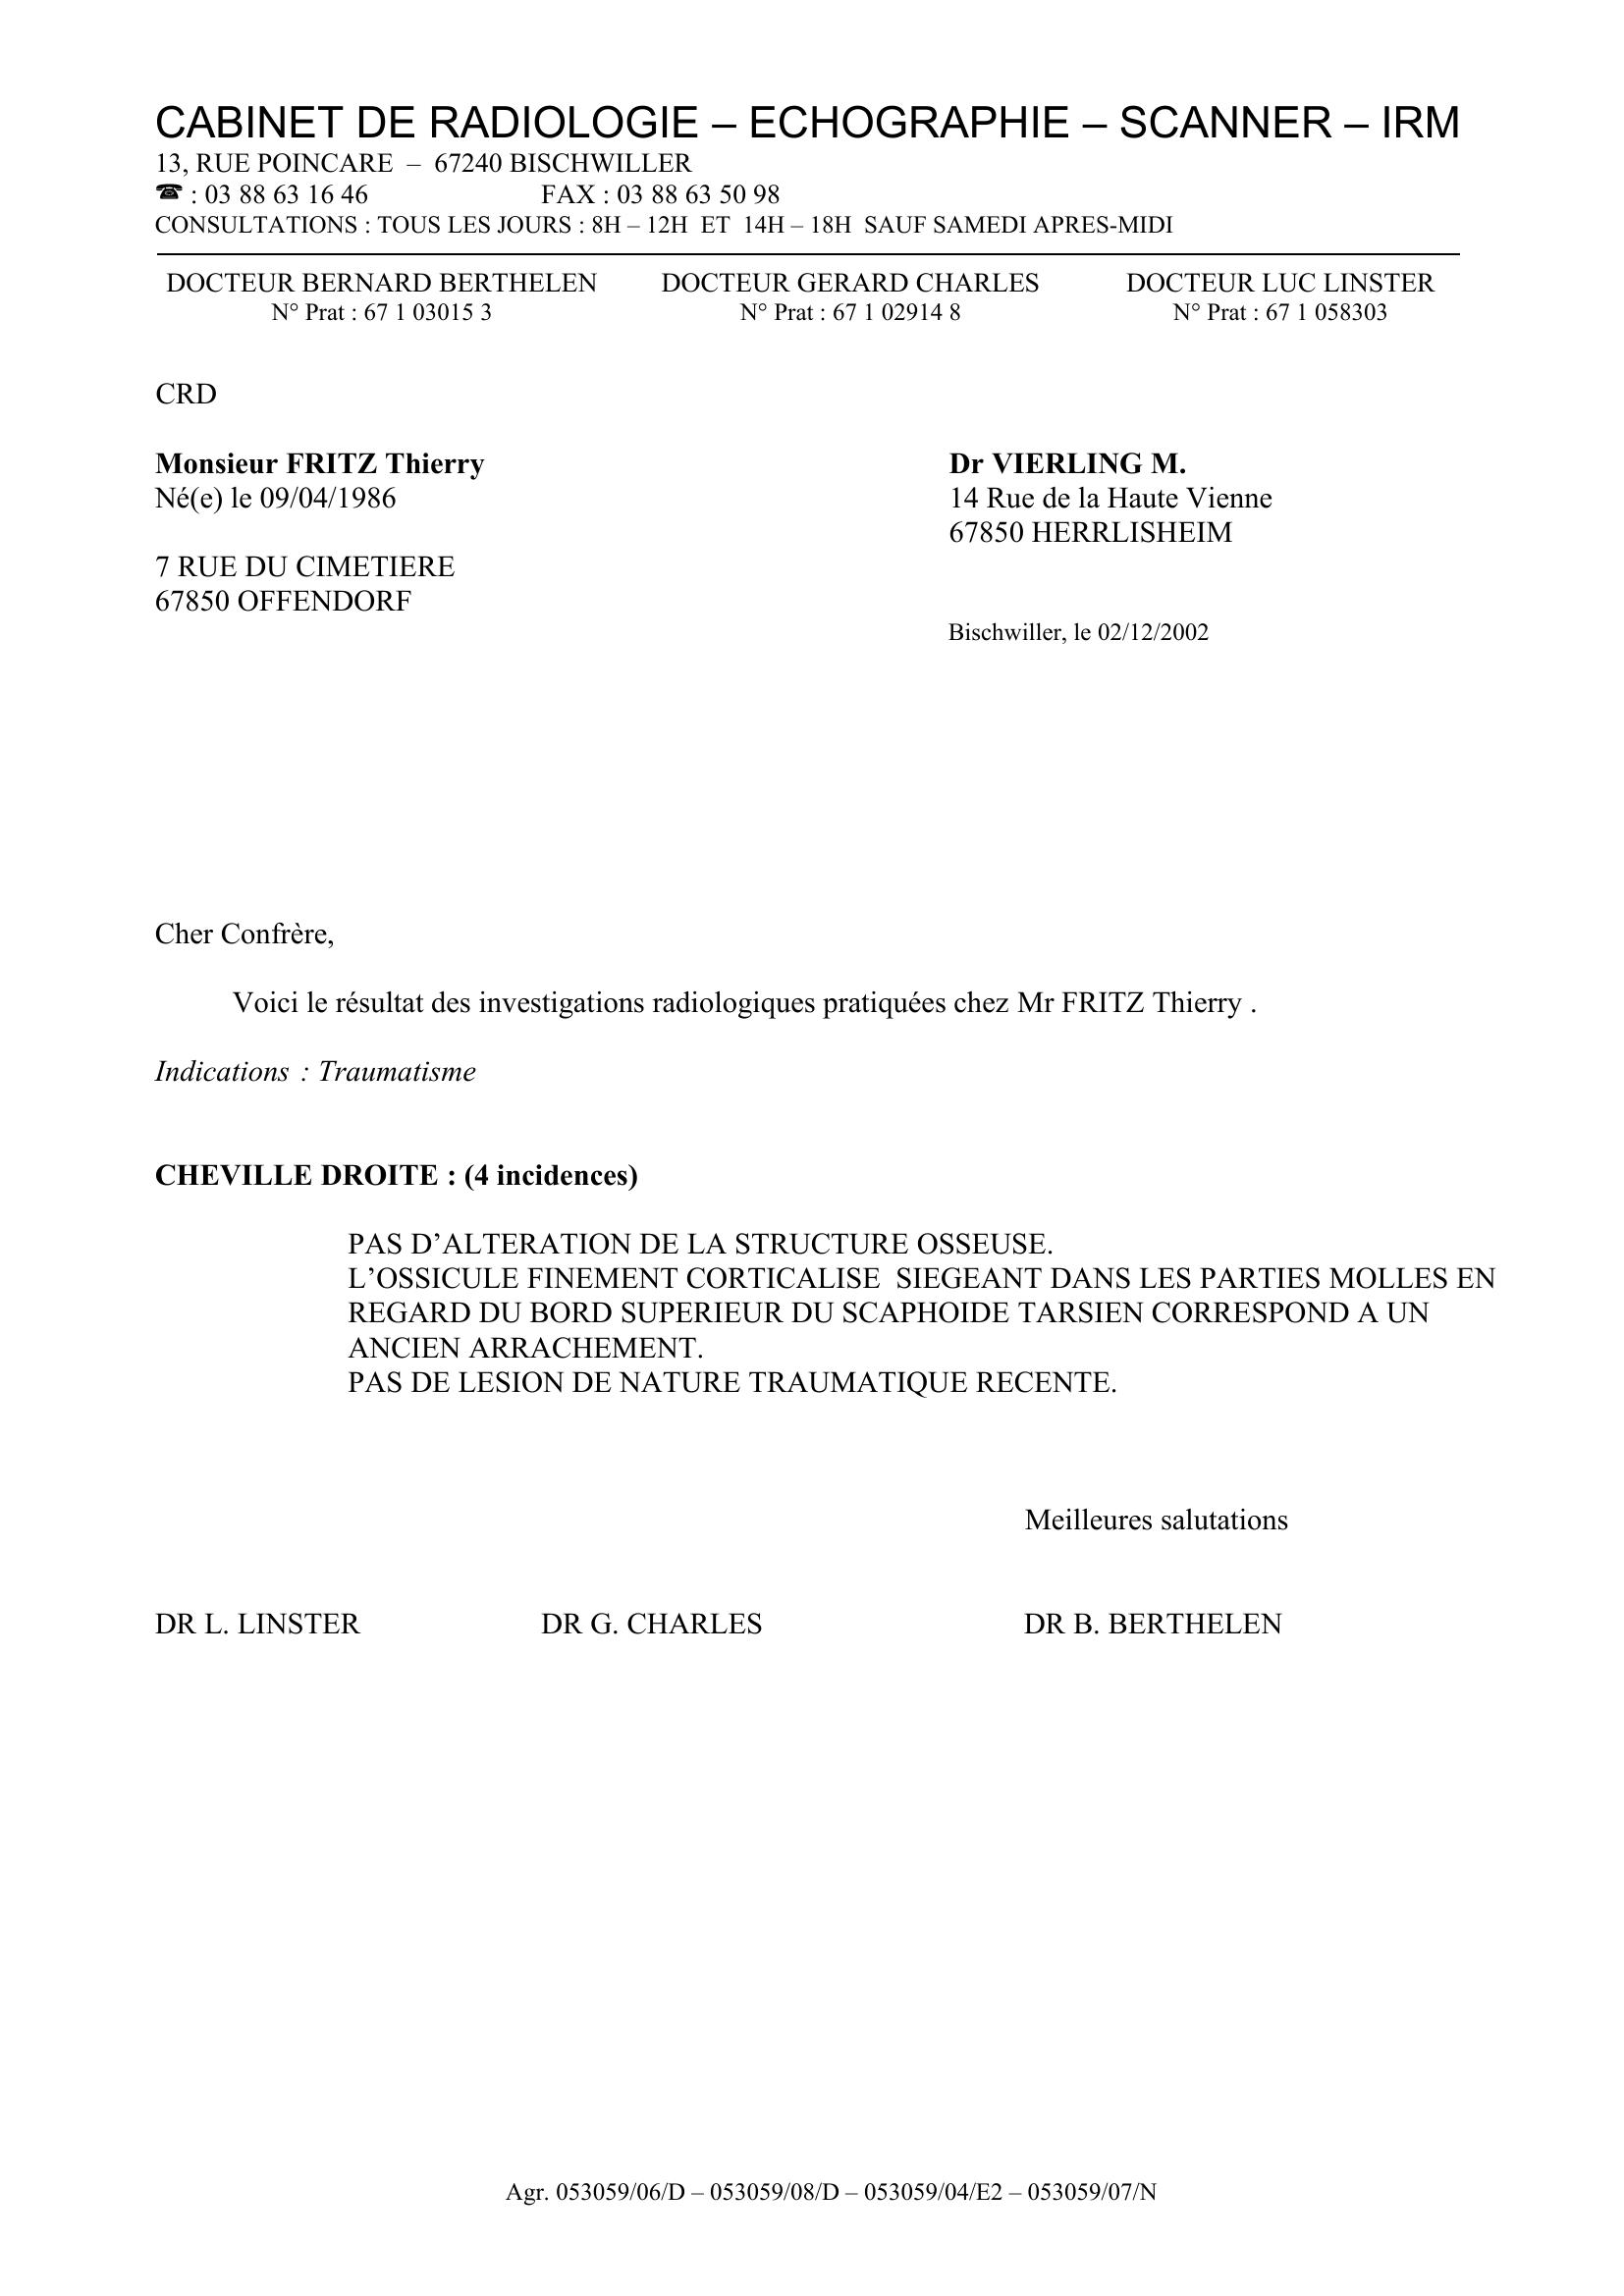 CABINET DE RADIOLOGIE – ECHOGRAPHIE – SCANNER – IRM
13, RUE POINCARE – 67240 BISCHWILLER
☎ : 03 88 63 16 46 FAX : 03 88 63 50 98
CONSULTATIONS : TOUS LES JOURS : 8H – 12H ET 14H – 18H SAUF SAMEDI APRES-MIDI
DOCTEUR BERNARD BERTHELEN DOCTEUR GERARD CHARLES DOCTEUR LUC LINSTER
N° Prat : 67 1 03015 3 N° Prat : 67 1 02914 8 N° Prat : 67 1 058303
CRD
Monsieur FRITZ Thierry
Né(e) le 09/04/1986
7 RUE DU CIMETIERE
67850 OFFENDORF
Dr VIERLING M.
14 Rue de la Haute Vienne
67850 HERRLISHEIM
Bischwiller, le 02/12/2002
Cher Confrère,
Voici le résultat des investigations radiologiques pratiquées chez Mr FRITZ Thierry .
Indications : Traumatisme
CHEVILLE DROITE : (4 incidences)
PAS D’ALTERATION DE LA STRUCTURE OSSEUSE.
L’OSSICULE FINEMENT CORTICALISE SIEGEANT DANS LES PARTIES MOLLES EN
REGARD DU BORD SUPERIEUR DU SCAPHOIDE TARSIEN CORRESPOND A UN
ANCIEN ARRACHEMENT.
PAS DE LESION DE NATURE TRAUMATIQUE RECENTE.
Meilleures salutations
DR L. LINSTER DR G. CHARLES DR B. BERTHELEN
Agr. 053059/06/D – 053059/08/D – 053059/04/E2 – 053059/07/N